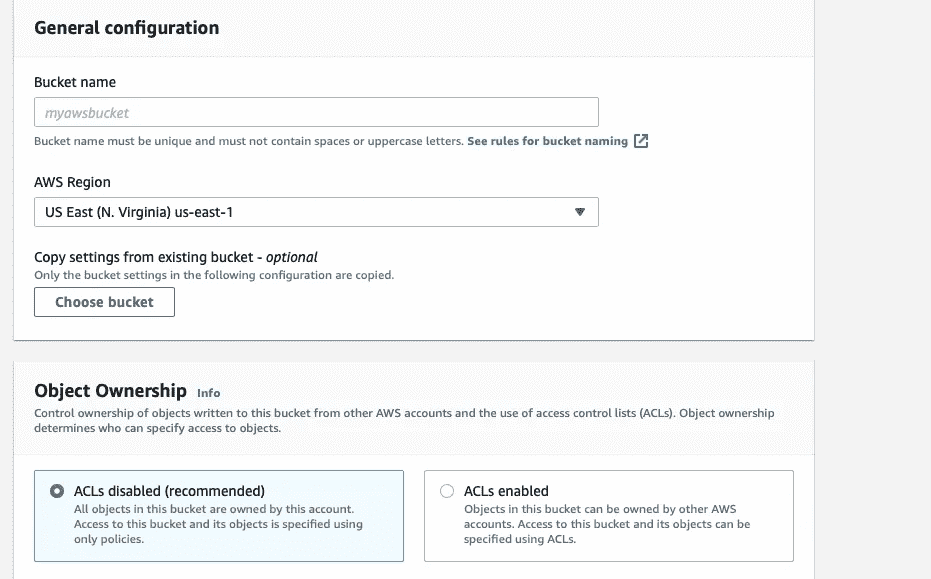 General configuration
Bucket name
myawsbucket
Bucket name must be unique and must not contain spaces or uppercase letters. See rules for bucket naming
AWS Region
US East (N. Virginia) us-east-1
Copy settings from existing bucket - optional
Only the bucket settings in the following configuration are copied.
Choose bucket
Object Ownership Info
Control ownership of objects written to this bucket from other AWS accounts and the use of access control lists (ACLs). Object ownership
determines who can specify access to objects.
ACLs disabled (recommended)
All objects in this bucket are owned by this account.
Access to this bucket and its objects is specified using
only policies.
ACLs enabled
Objects in this bucket can be owned by other AWS
accounts. Access to this bucket and its objects can be
specified using ACLs.